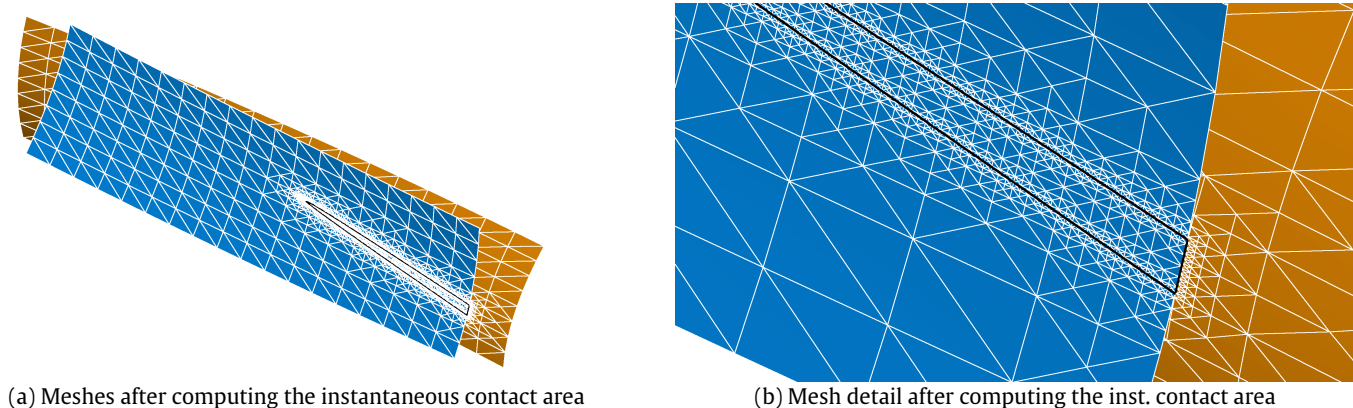 (a) Meshes after computing the instantaneous contact area
(b) Mesh detail after computing the inst. contact area